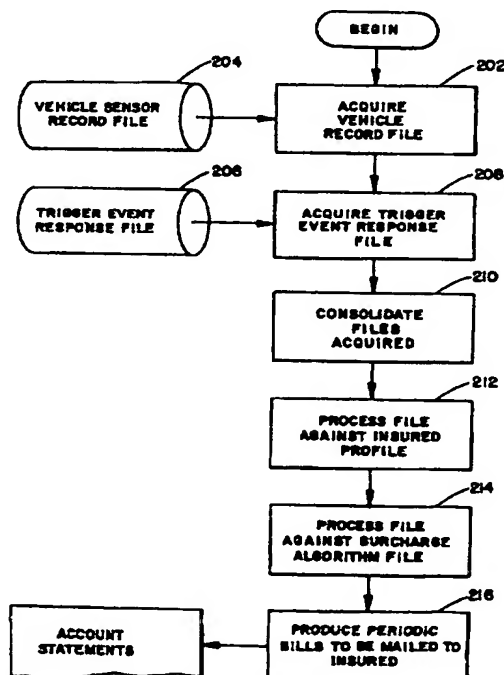 BEGIN
204
VEHICLE SENSOR
RECORD FILE
202
ACQUIRE
VEHICLE
RECORD FILE
206
TRIGGER EVENT
RESPONSE FILE
208
ACQUIRE TRIGGER
EVENT RESPONSE
FILE
210
CONSOLIDATE
FILES
ACQUIRED
212
PROCESS FILE
AGAINST INSURED
PROFILE
214
PROCESS FILE
AGAINST SURCHARGE
ALGORITHM FILE
216
PRODUCE PERIODIC
BILLS TO BE MAILED TO
INSURED
ACCOUNT
STATEMENTS